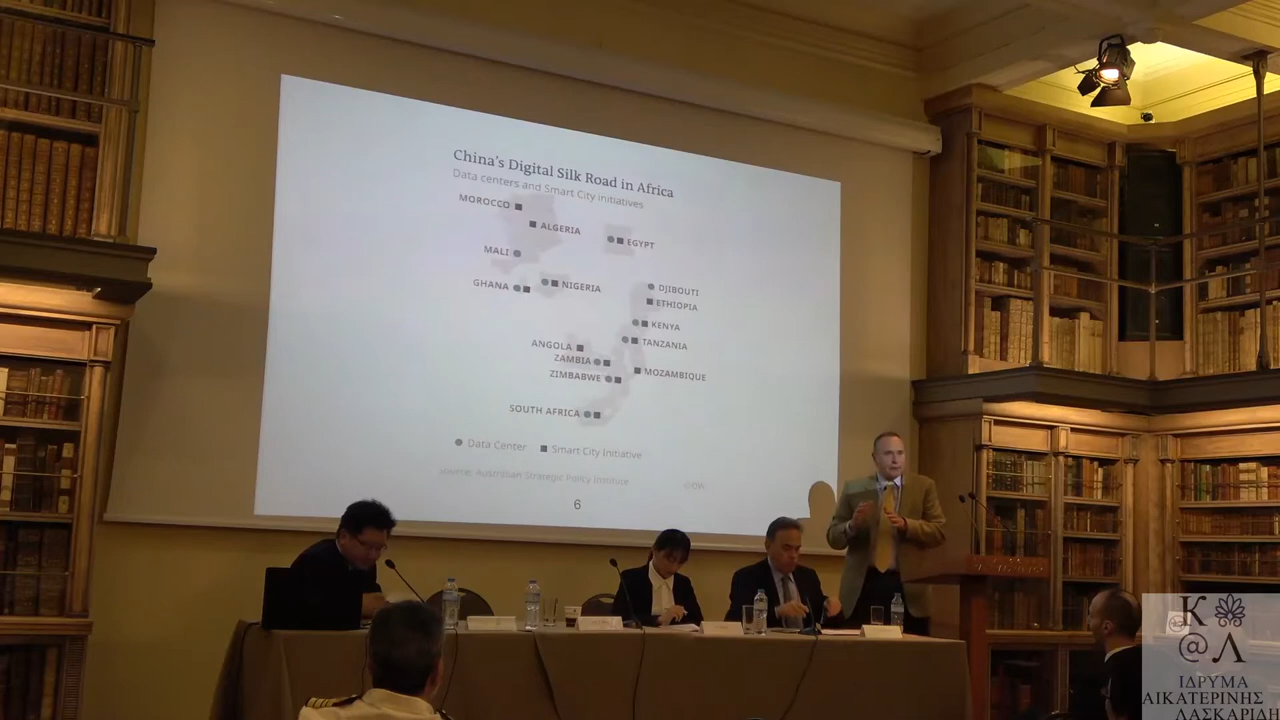 China's Digital Silk Road in Africa
Data centers and Smart City initiatives
MOROCCO
ALGERIA
EGYPT
MALI
GHANA
NIGERIA
DJIBOUTI
ETHIOPIA
KENYA
TANZANIA
ANGOLA
ZAMBIA
MOZAMBIQUE
ZIMBABWE
SOUTH AFRICA
Data Center
Smart City Initiative
Source: Australian Strategic Policy Institute
©DW
6
Κ
@ Λ
ΙΔΡΥΜΑ
ΑΙΚΑΤΕΡΙΝΗΣ
ΛΑΣΚΑΡΙΔΗ